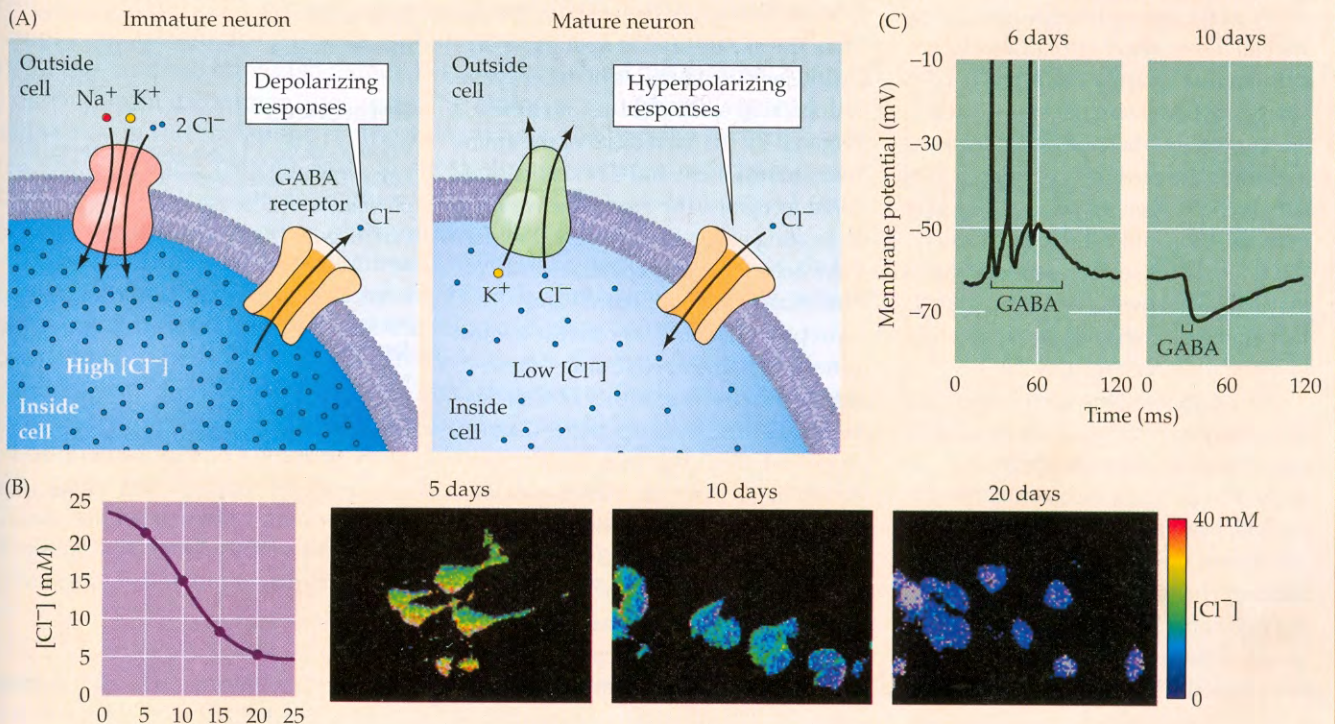 (A)
Immature neuron
Outside
cell
Na⁺
K⁺
2 Cl⁻
Depolarizing
responses
GABA
receptor
Cl⁻
High [Cl⁻]
Inside
cell
Mature neuron
Outside
cell
Hyperpolarizing
responses
Cl⁻
K⁺
Cl⁻
Low [Cl⁻]
Inside
cell
(C)
6 days
10 days
Membrane potential (mV)
–10
–30
–50
–70
GABA
GABA
0
60
120
0
60
120
Time (ms)
(B)
[Cl⁻] (mM)
25
20
15
10
5
0
0
5
10
15
20
25
5 days
10 days
20 days
40 mM
[Cl⁻]
0